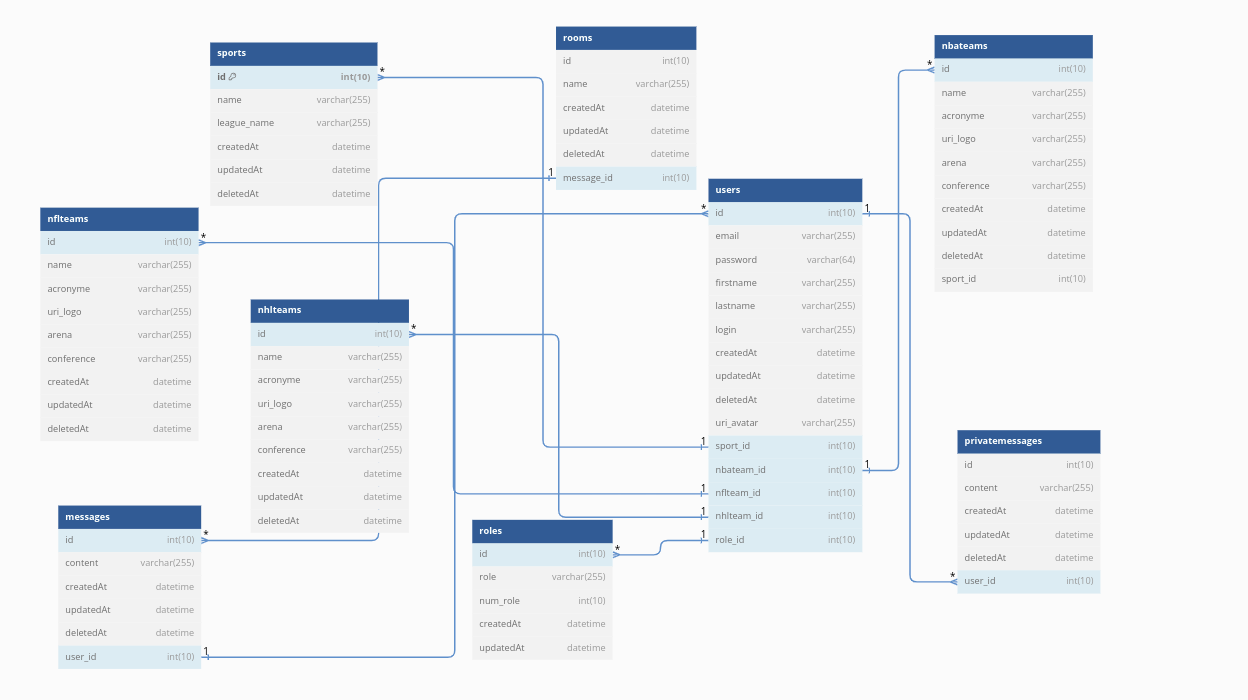 sports
id int(10)
name varchar(255)
league_name varchar(255)
createdAt datetime
updatedAt datetime
deletedAt datetime
*
rooms
id int(10)
name varchar(255)
createdAt datetime
updatedAt datetime
deletedAt datetime
message_id int(10)
1
nbateams
id int(10)
name varchar(255)
acronyme varchar(255)
uri_logo varchar(255)
arena varchar(255)
conference varchar(255)
createdAt datetime
updatedAt datetime
deletedAt datetime
sport_id int(10)
*
nflteams
id int(10)
name varchar(255)
acronyme varchar(255)
uri_logo varchar(255)
arena varchar(255)
conference varchar(255)
createdAt datetime
updatedAt datetime
deletedAt datetime
*
nhlteams
id int(10)
name varchar(255)
acronyme varchar(255)
uri_logo varchar(255)
arena varchar(255)
conference varchar(255)
createdAt datetime
updatedAt datetime
deletedAt datetime
*
users
* id int(10) 1
email varchar(255)
password varchar(64)
firstname varchar(255)
lastname varchar(255)
login varchar(255)
createdAt datetime
updatedAt datetime
deletedAt datetime
uri_avatar varchar(255)
1 sport_id int(10)
nbateam_id int(10) 1
1 nflteam_id int(10)
1 nhlteam_id int(10)
1 role_id int(10)
privatemessages
id int(10)
content varchar(255)
createdAt datetime
updatedAt datetime
deletedAt datetime
* user_id int(10)
messages
id int(10) *
content varchar(255)
createdAt datetime
updatedAt datetime
deletedAt datetime
user_id int(10) 1
roles
id int(10) *
role varchar(255)
num_role int(10)
createdAt datetime
updatedAt datetime